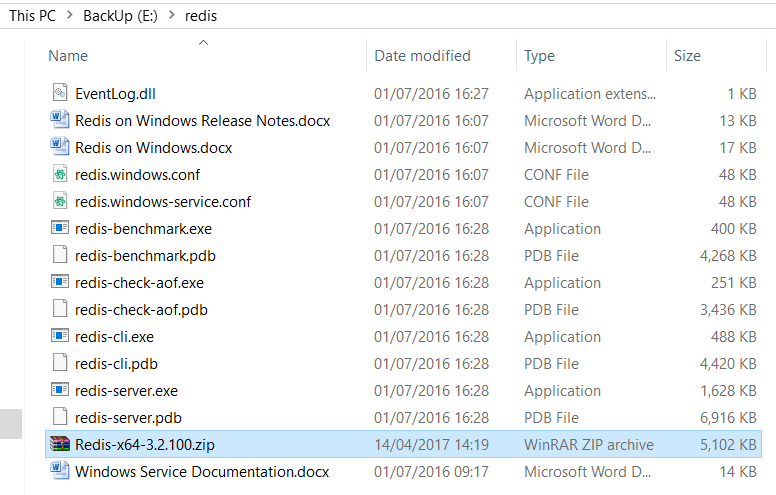 This PC > BackUp (E:) > redis
Name Date modified Type Size
EventLog.dll 01/07/2016 16:27 Application extens... 1 KB
Redis on Windows Release Notes.docx 01/07/2016 16:07 Microsoft Word D... 13 KB
Redis on Windows.docx 01/07/2016 16:07 Microsoft Word D... 17 KB
redis.windows.conf 01/07/2016 16:07 CONF File 48 KB
redis.windows-service.conf 01/07/2016 16:07 CONF File 48 KB
redis-benchmark.exe 01/07/2016 16:28 Application 400 KB
redis-benchmark.pdb 01/07/2016 16:28 PDB File 4,268 KB
redis-check-aof.exe 01/07/2016 16:28 Application 251 KB
redis-check-aof.pdb 01/07/2016 16:28 PDB File 3,436 KB
redis-cli.exe 01/07/2016 16:28 Application 488 KB
redis-cli.pdb 01/07/2016 16:28 PDB File 4,420 KB
redis-server.exe 01/07/2016 16:28 Application 1,628 KB
redis-server.pdb 01/07/2016 16:28 PDB File 6,916 KB
Redis-x64-3.2.100.zip 14/04/2017 14:19 WinRAR ZIP archive 5,102 KB
Windows Service Documentation.docx 01/07/2016 09:17 Microsoft Word D... 14 KB